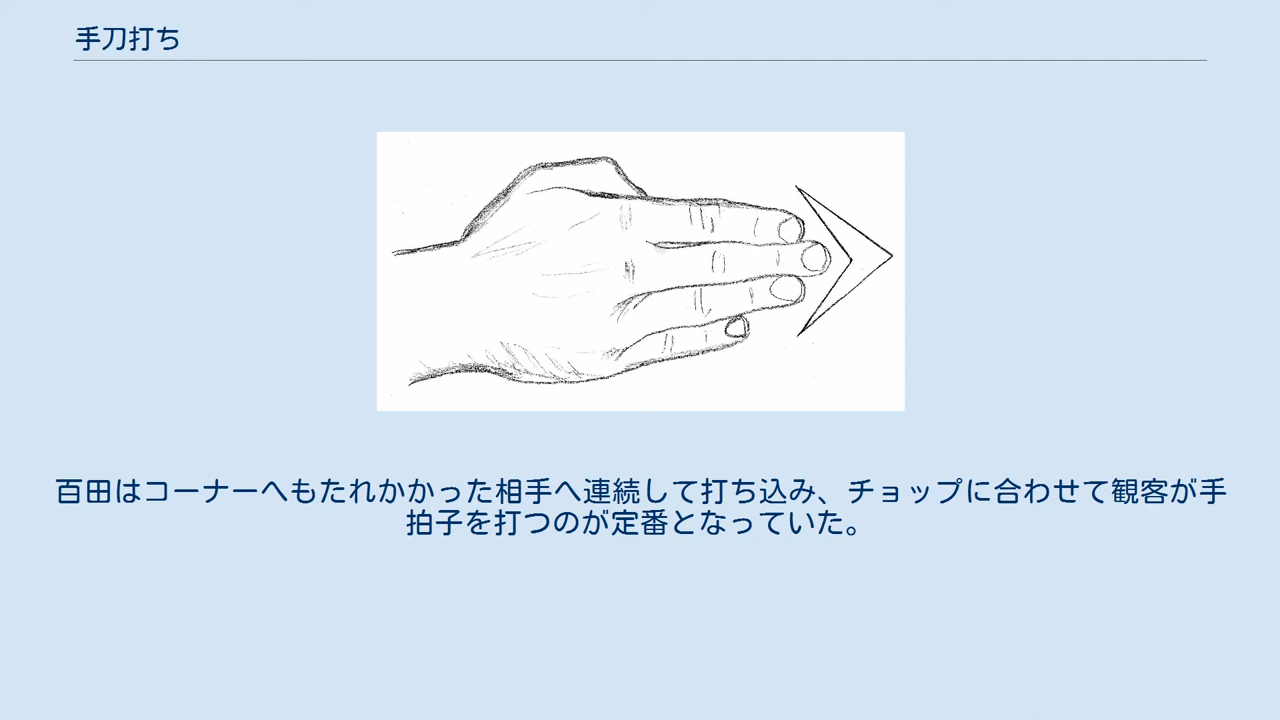 手刀打ち
百田はコーナーへもたれかかった相手へ連続して打ち込み、チョップに合わせて観客が手
拍子を打つのが定番となっていた。